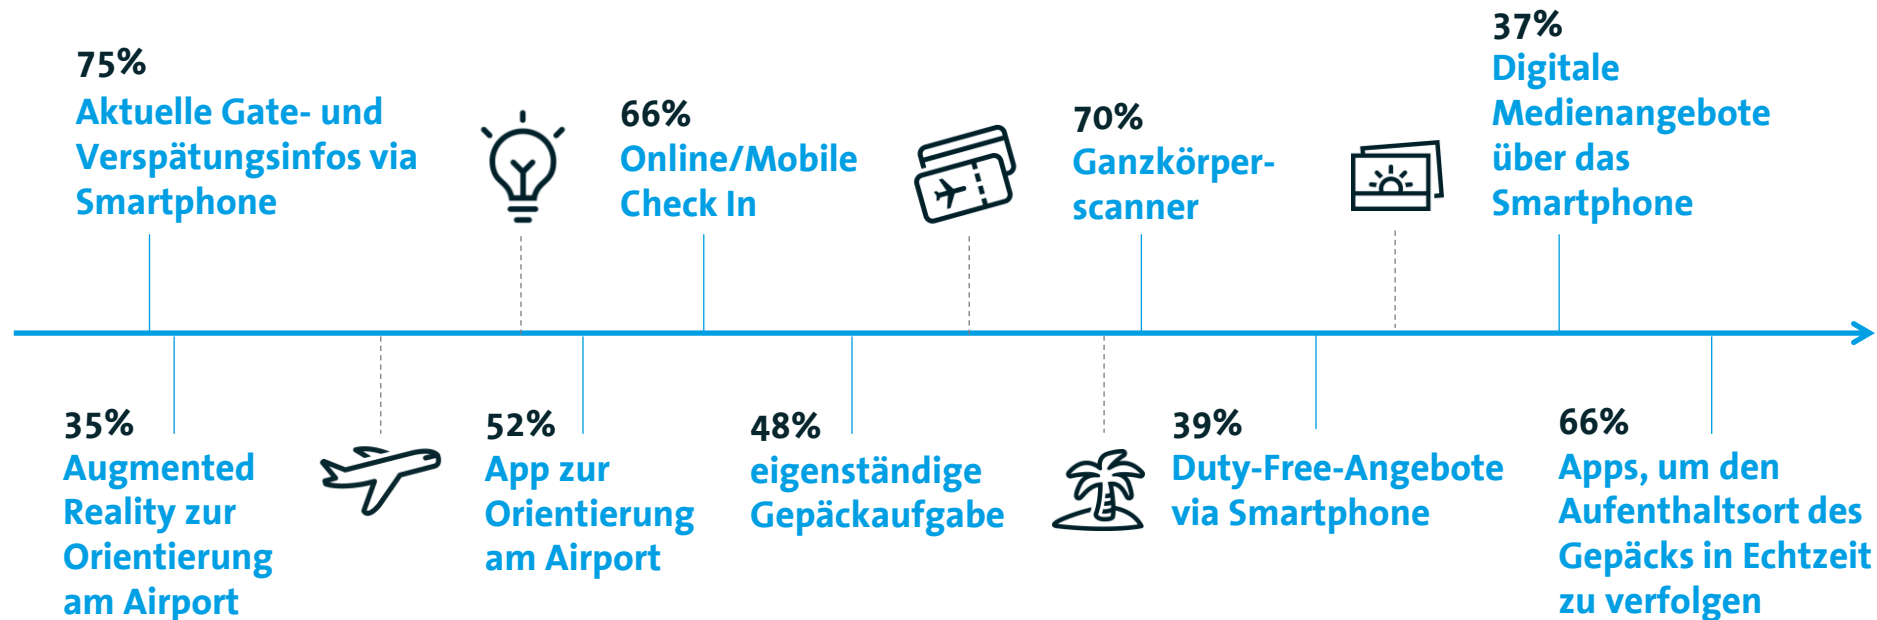 75%
Aktuelle Gate- und
Verspätungsinfos via
Smartphone
66%
Online/Mobile
Check In
70%
Ganzkörper-
scanner
37%
Digitale
Medienangebote
über das
Smartphone
35%
Augmented
Reality zur
Orientierung
am Airport
52%
App zur
Orientierung
am Airport
48%
eigenständige
Gepäckaufgabe
39%
Duty-Free-Angebote
via Smartphone
66%
Apps, um den
Aufenthaltsort des
Gepäcks in Echtzeit
zu verfolgen